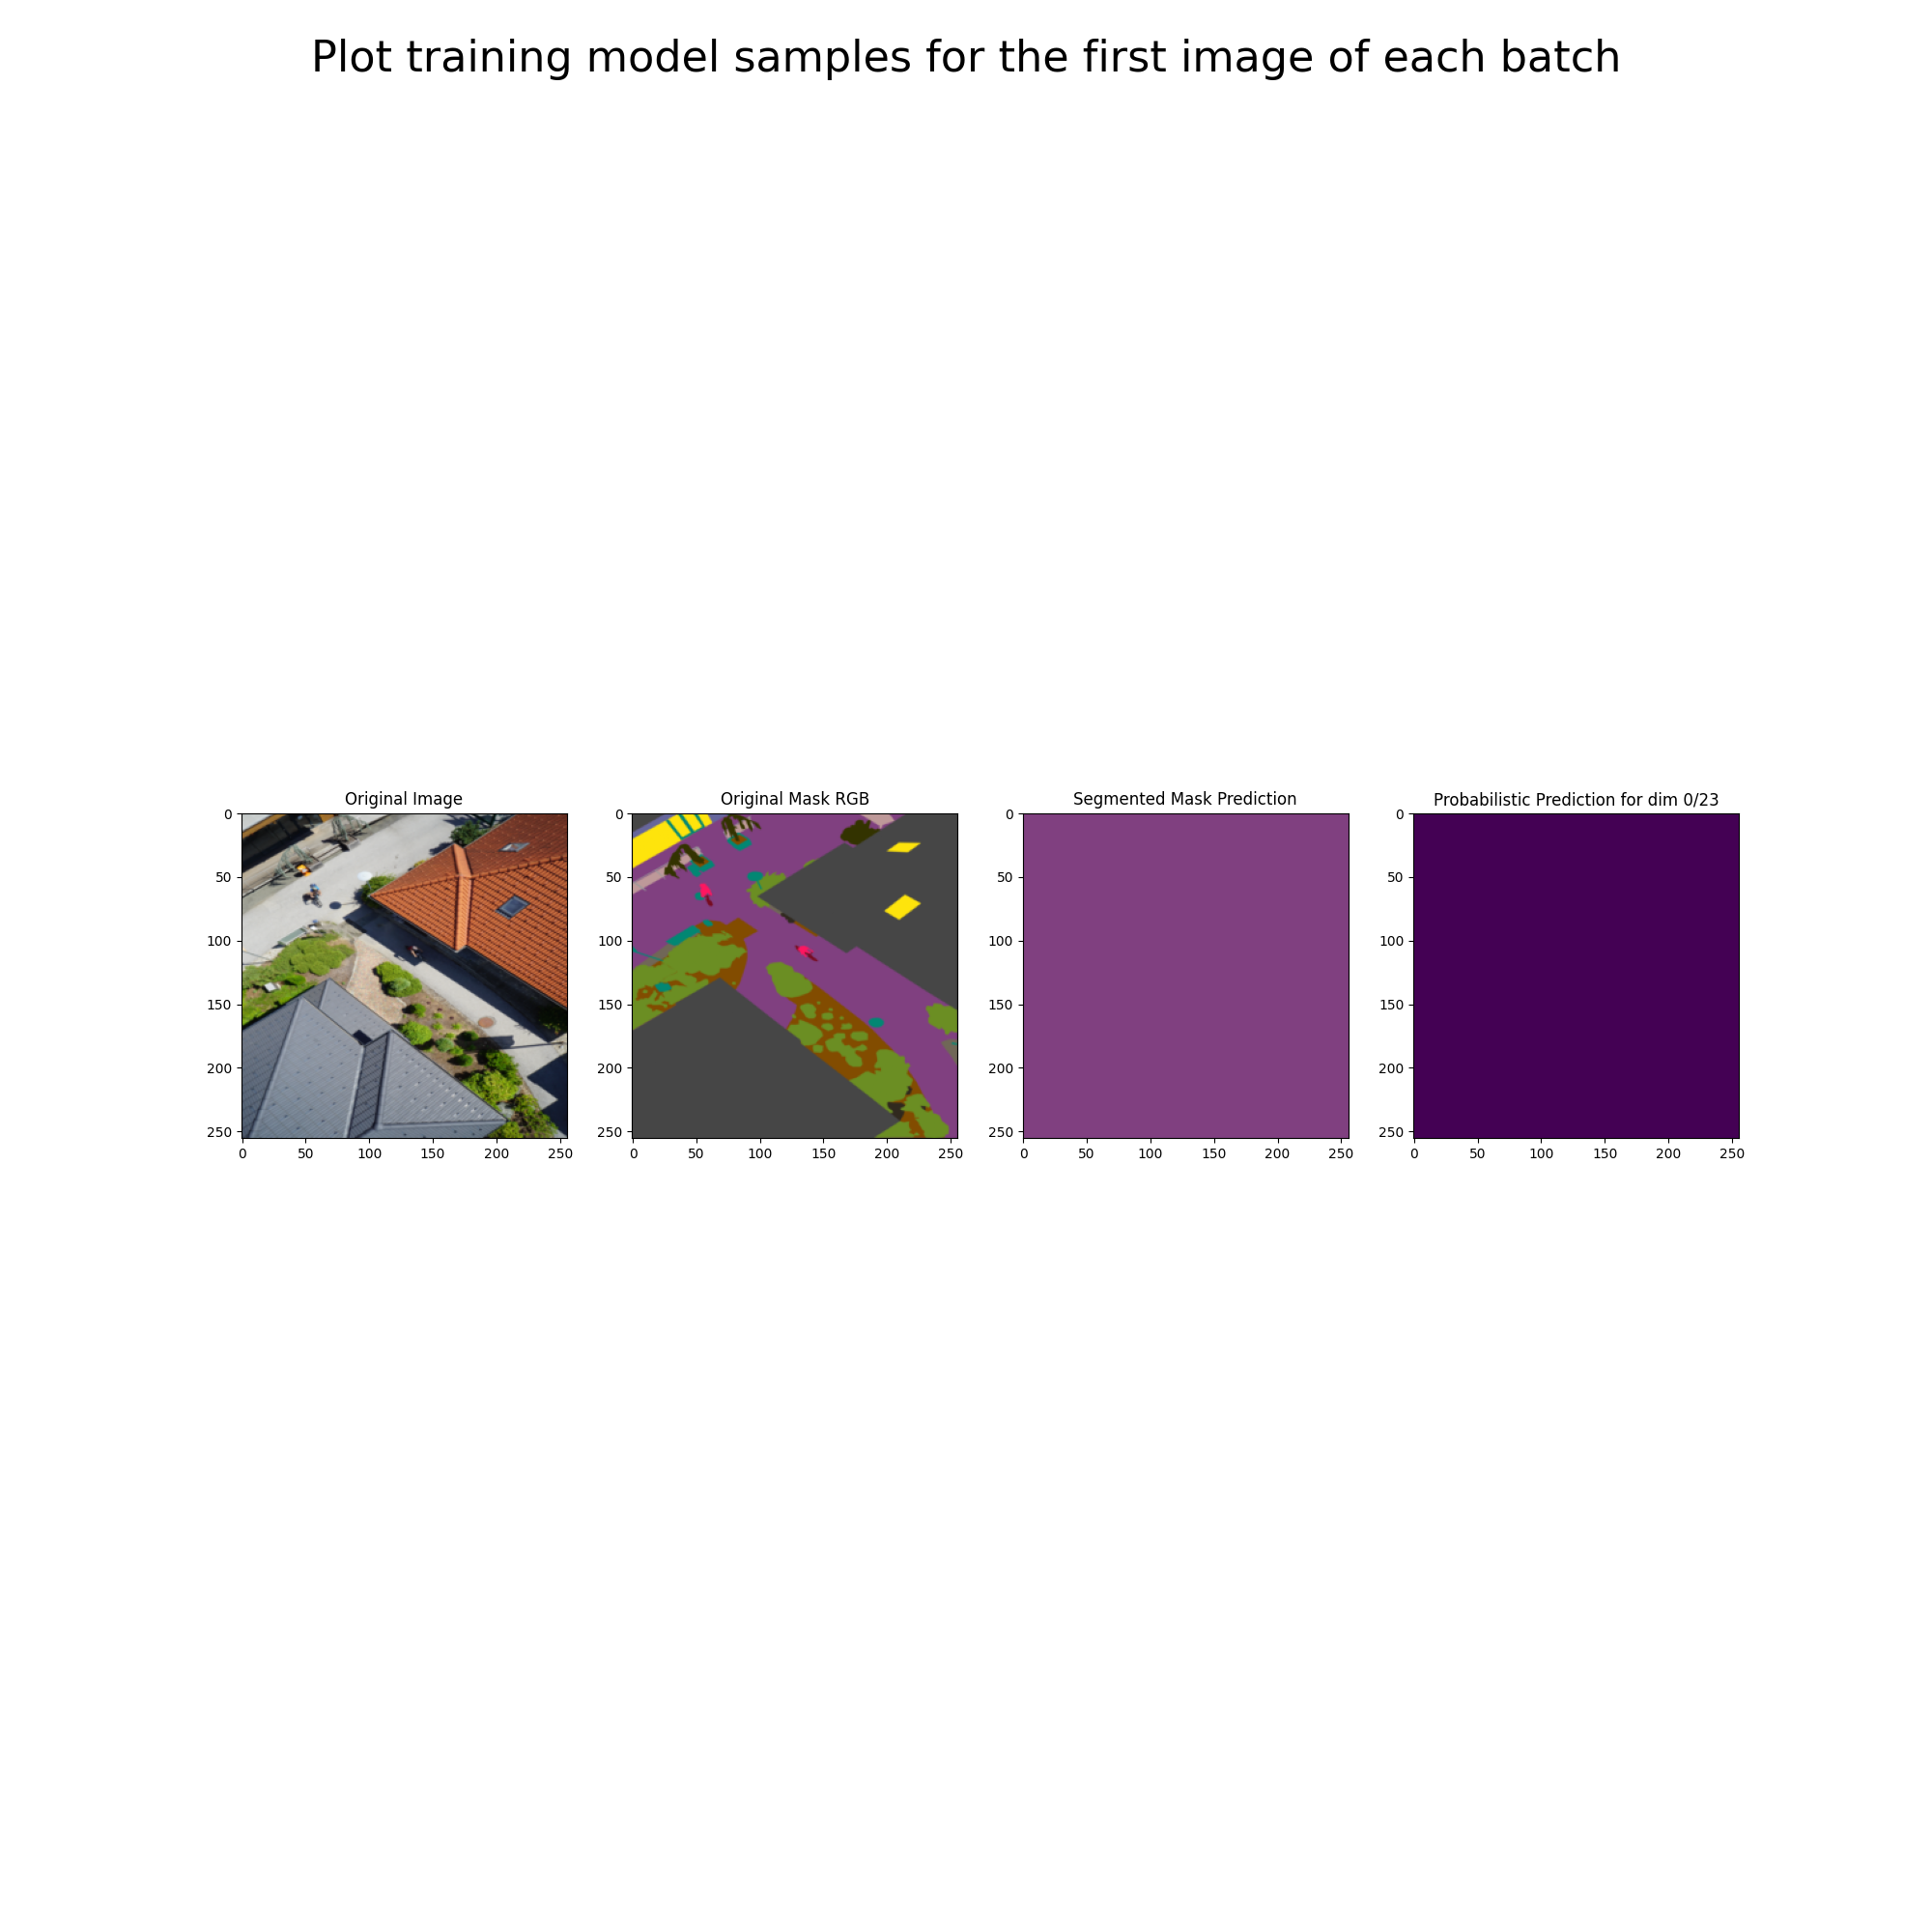 Plot training model samples for the first image of each batch
Original Image
Original Mask RGB
Segmented Mask Prediction
Probabilistic Prediction for dim 0/23
0
50
100
150
200
250
0 50 100 150 200 250
0
50
100
150
200
250
0 50 100 150 200 250
0
50
100
150
200
250
0 50 100 150 200 250
0
50
100
150
200
250
0 50 100 150 200 250